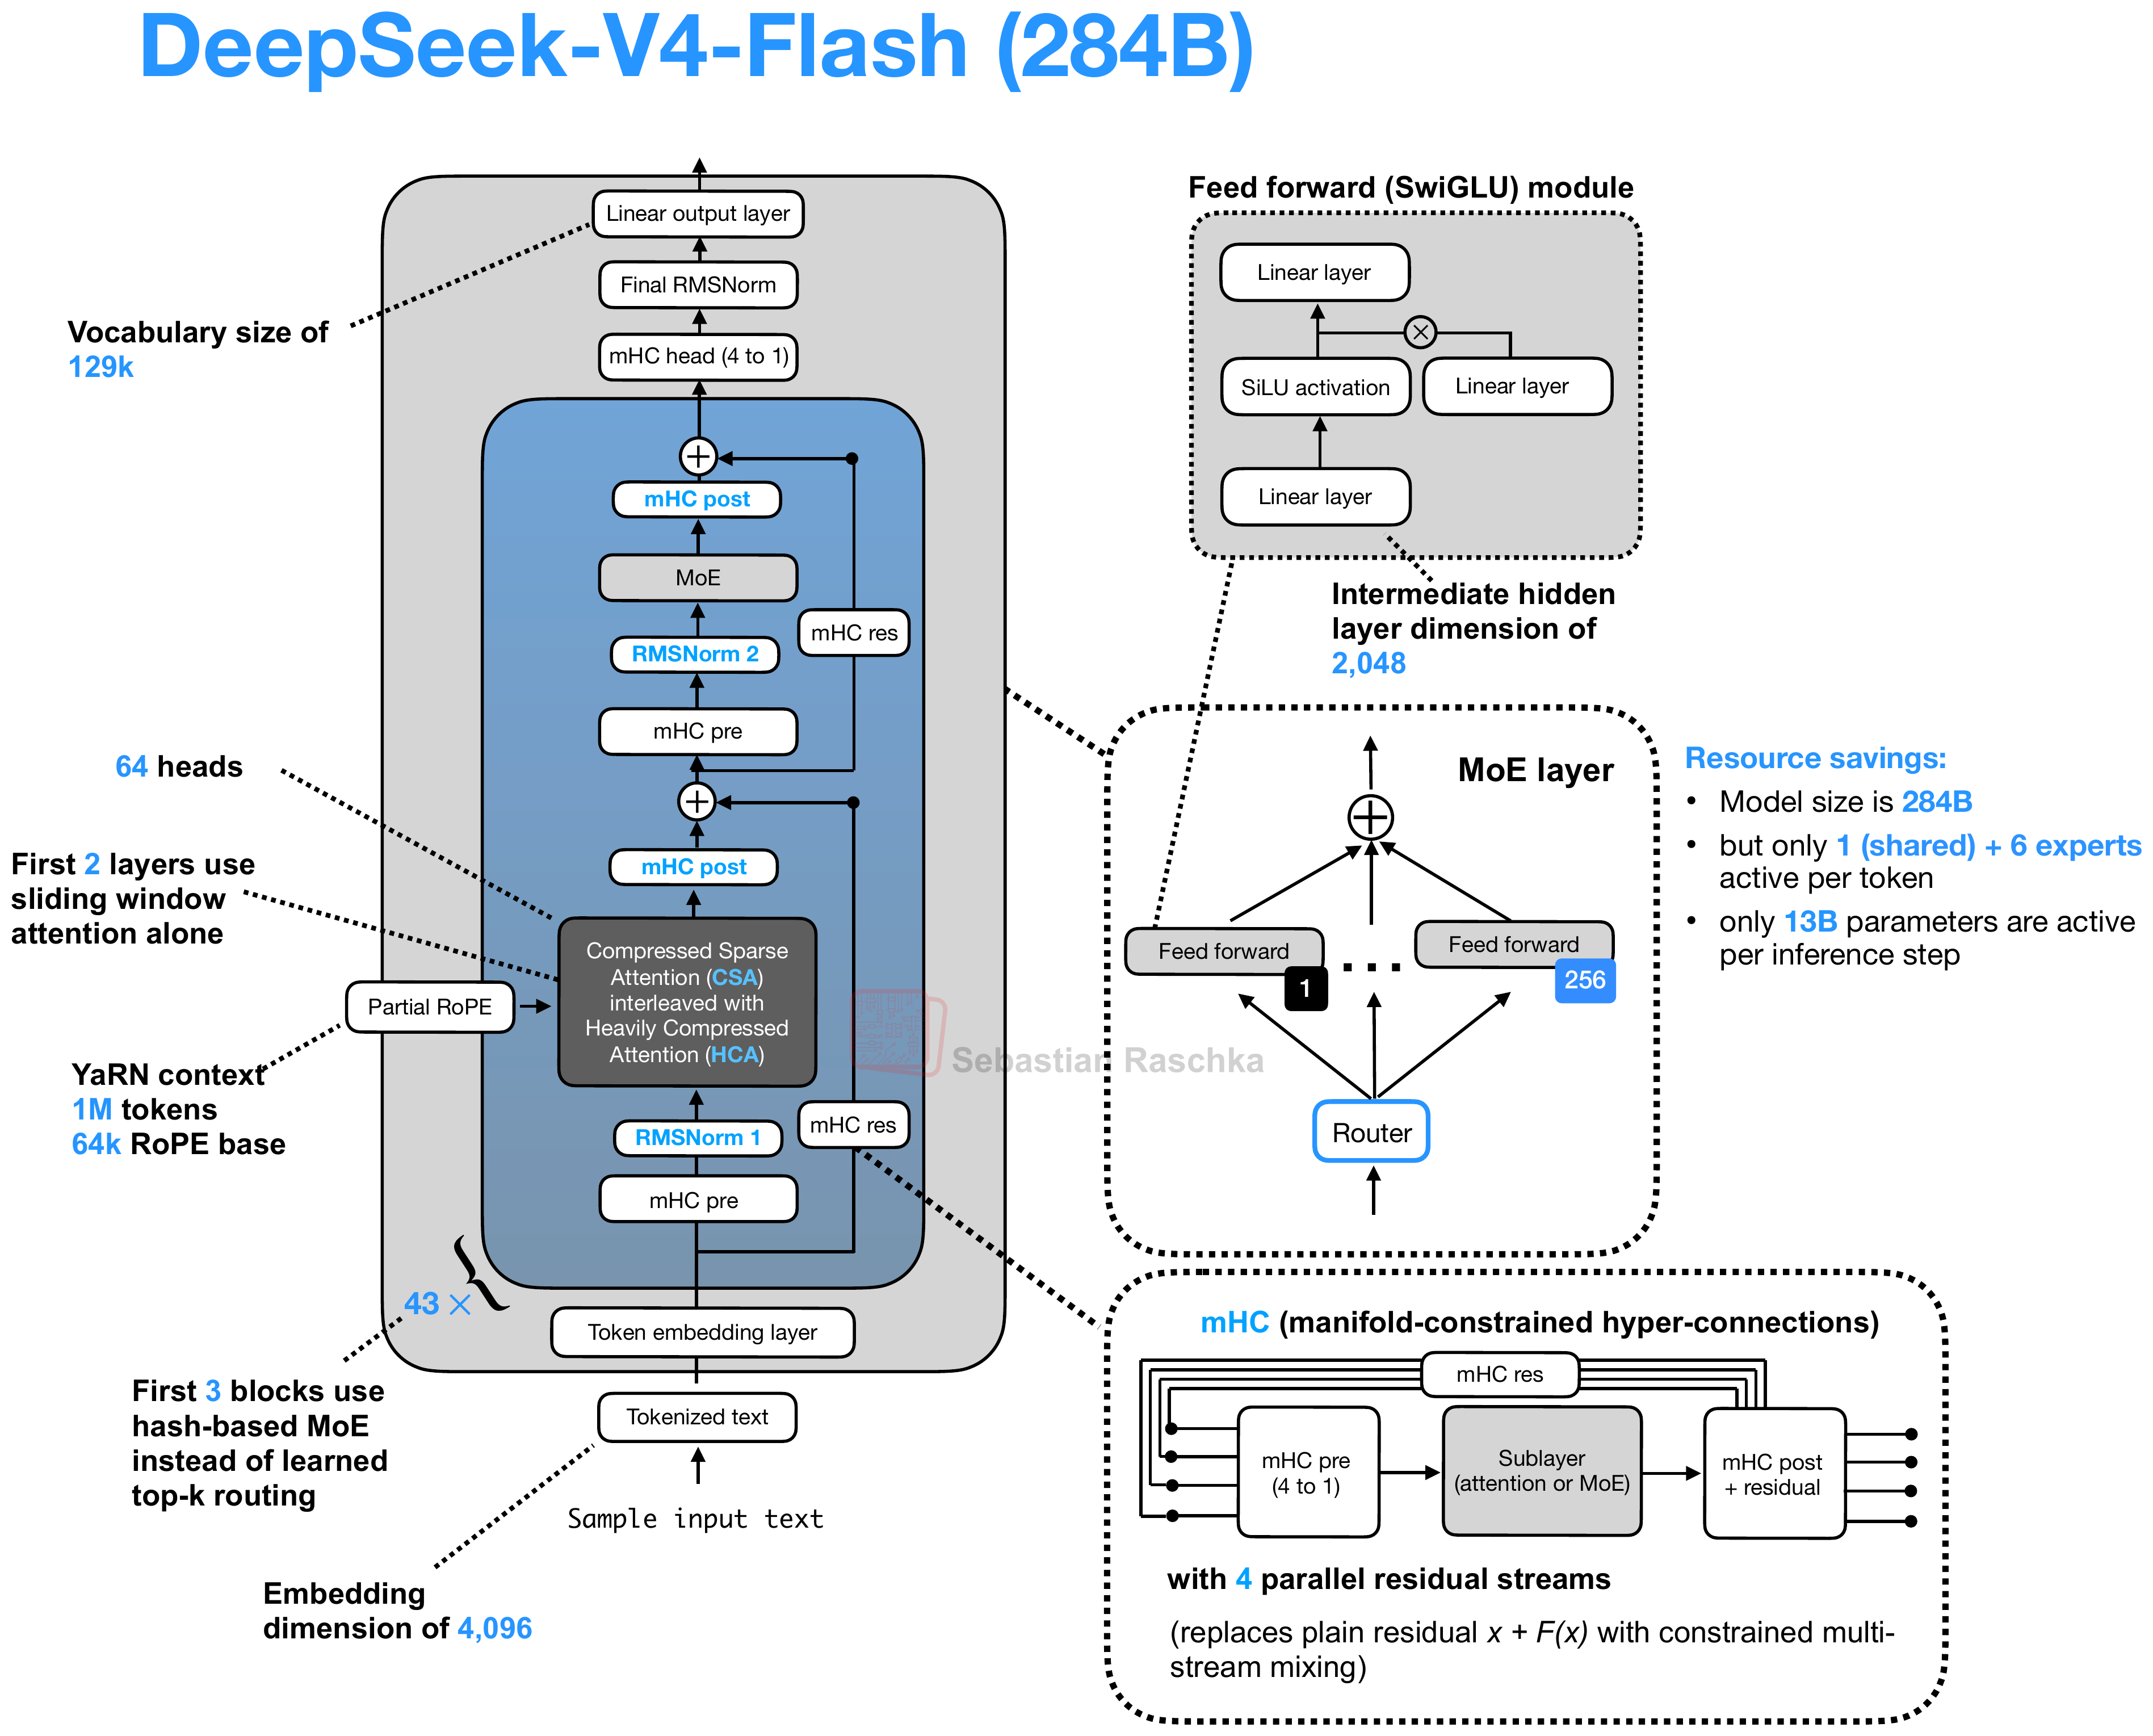 DeepSeek-V4-Flash (284B)
Linear output layer
Final RMSNorm
mHC head (4 to 1)
Vocabulary size of
129k
mHC post
MoE
RMSNorm 2
mHC res
mHC pre
64 heads
mHC post
First 2 layers use
sliding window
attention alone
Compressed Sparse
Attention (CSA)
interleaved with
Heavily Compressed
Attention (HCA)
Partial RoPE
YaRN context
1M tokens
64k RoPE base
RMSNorm 1
mHC res
mHC pre
43 ×
Token embedding layer
First 3 blocks use
hash-based MoE
instead of learned
top-k routing
Tokenized text
Sample input text
Embedding
dimension of 4,096
Sebastian Raschka
Feed forward (SwiGLU) module
Linear layer
SiLU activation
Linear layer
Linear layer
Intermediate hidden
layer dimension of
2,048
MoE layer
Feed forward
1
Feed forward
256
Router
Resource savings:
• Model size is 284B
• but only 1 (shared) + 6 experts
active per token
• only 13B parameters are active
per inference step
mHC (manifold-constrained hyper-connections)
mHC res
mHC pre
(4 to 1)
Sublayer
(attention or MoE)
mHC post
+ residual
with 4 parallel residual streams
(replaces plain residual x + F(x) with constrained multi-
stream mixing)